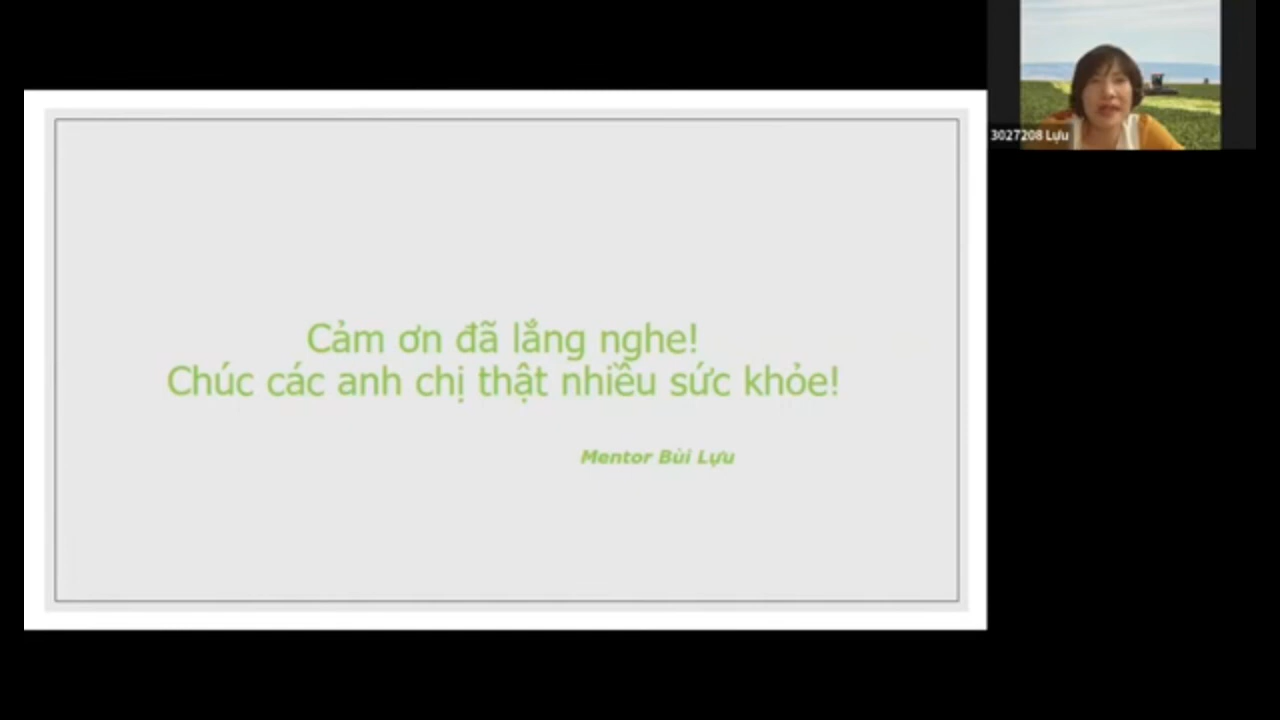 3027208 Lựu
Cảm ơn đã lắng nghe!
Chúc các anh chị thật nhiều sức khỏe!
Mentor Bùi Lựu